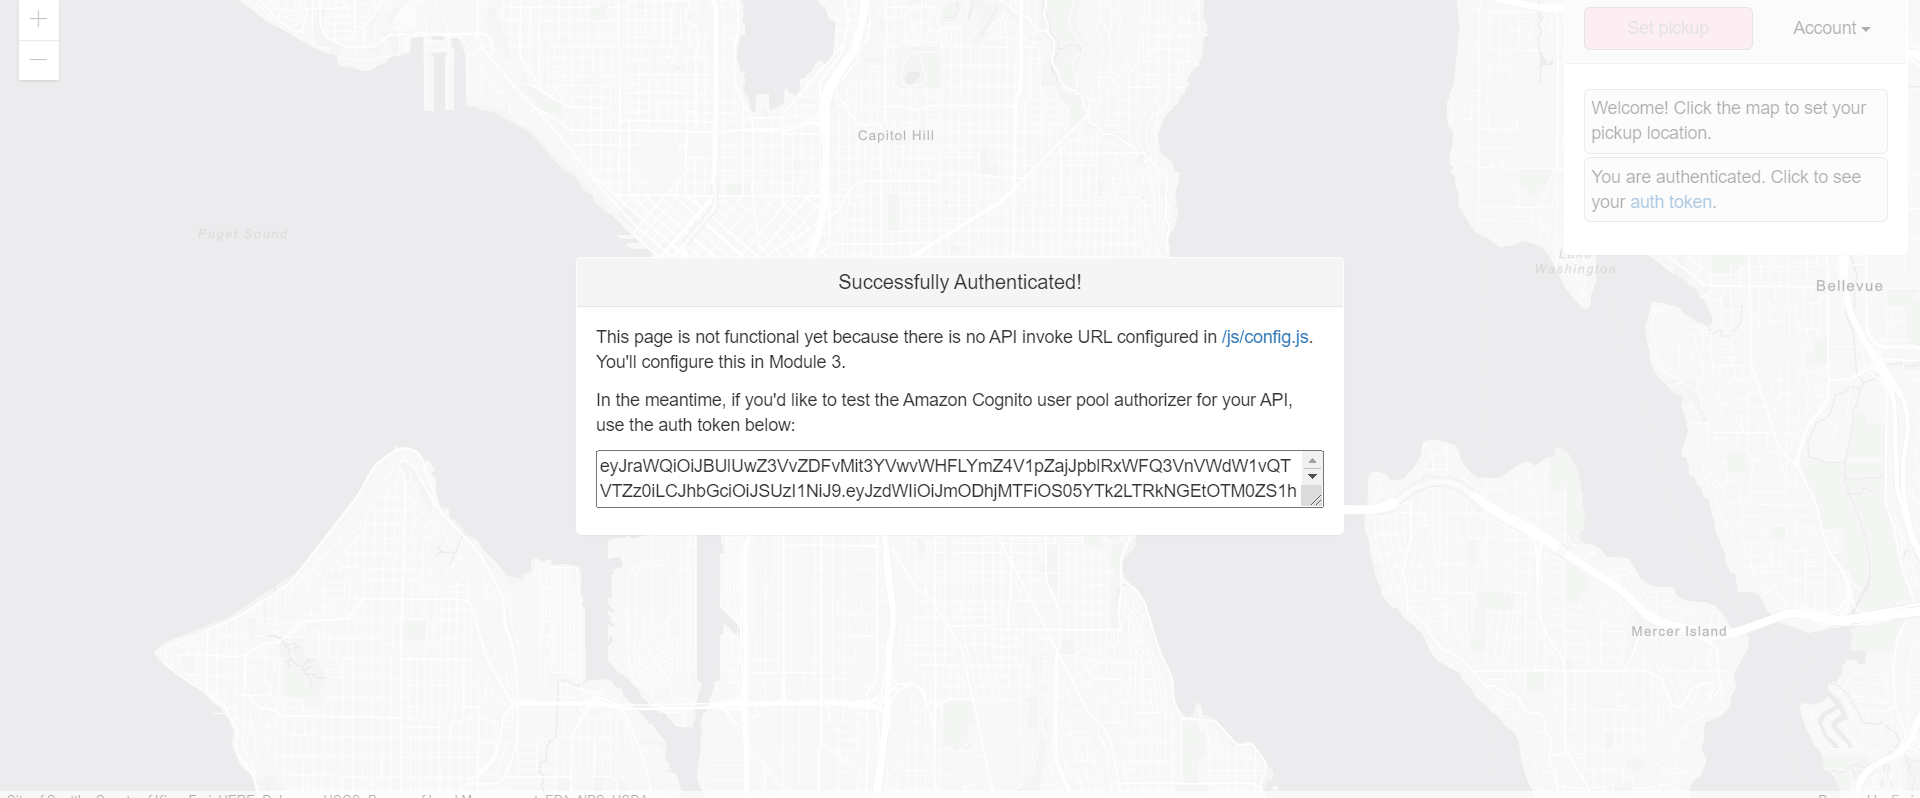 Set pickup
Account
Capitol Hill
Welcome! Click the map to set your
pickup location.
You are authenticated. Click to see
your auth token.
Puget Sound
Lake
Washington
Bellevue
Successfully Authenticated!
This page is not functional yet because there is no API invoke URL configured in /js/config.js.
You'll configure this in Module 3.
In the meantime, if you'd like to test the Amazon Cognito user pool authorizer for your API,
use the auth token below:
Mercer Island